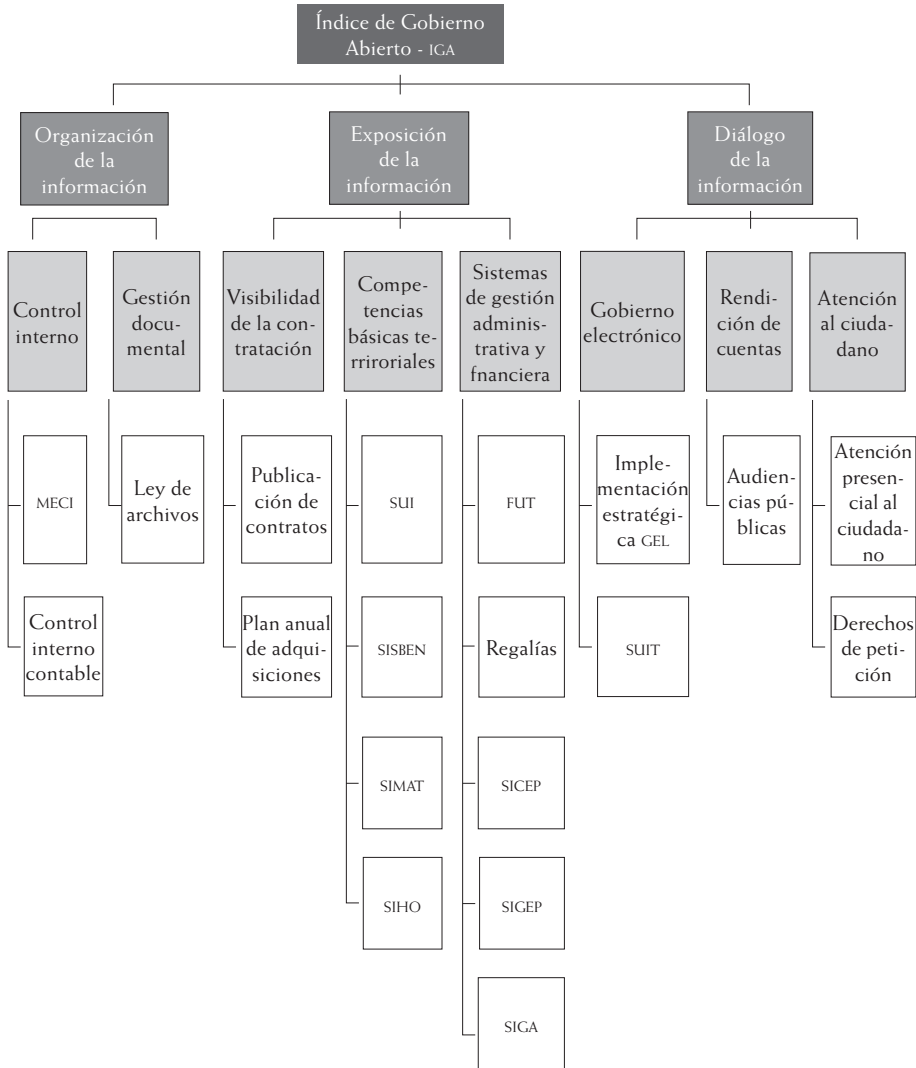 Índice de Gobierno
Abierto - IGA
Organización
de la
información
Exposición
de la
información
Diálogo
de la
información
Control
interno
Gestión
docu-
mental
Visibilidad
de la con-
tratación
Compe-
tencias
básicas te-
rriroriales
Sistemas
de gestión
adminis-
trativa y
fnanciera
Gobierno
electrónico
Rendi-
ción de
cuentas
Atención
al ciuda-
dano
MECI
Ley de
archivos
Publica-
ción de
contratos
SUI
FUT
Imple-
mentación
estratégi-
ca GEL
Audien-
cias pú-
blicas
Atención
presen-
cial al
ciudada-
no
Control
interno
contable
Plan anual
de adqui-
siciones
SISBEN
Regalías
SUIT
Derechos
de peti-
ción
SIMAT
SICEP
SIHO
SIGEP
SIGA